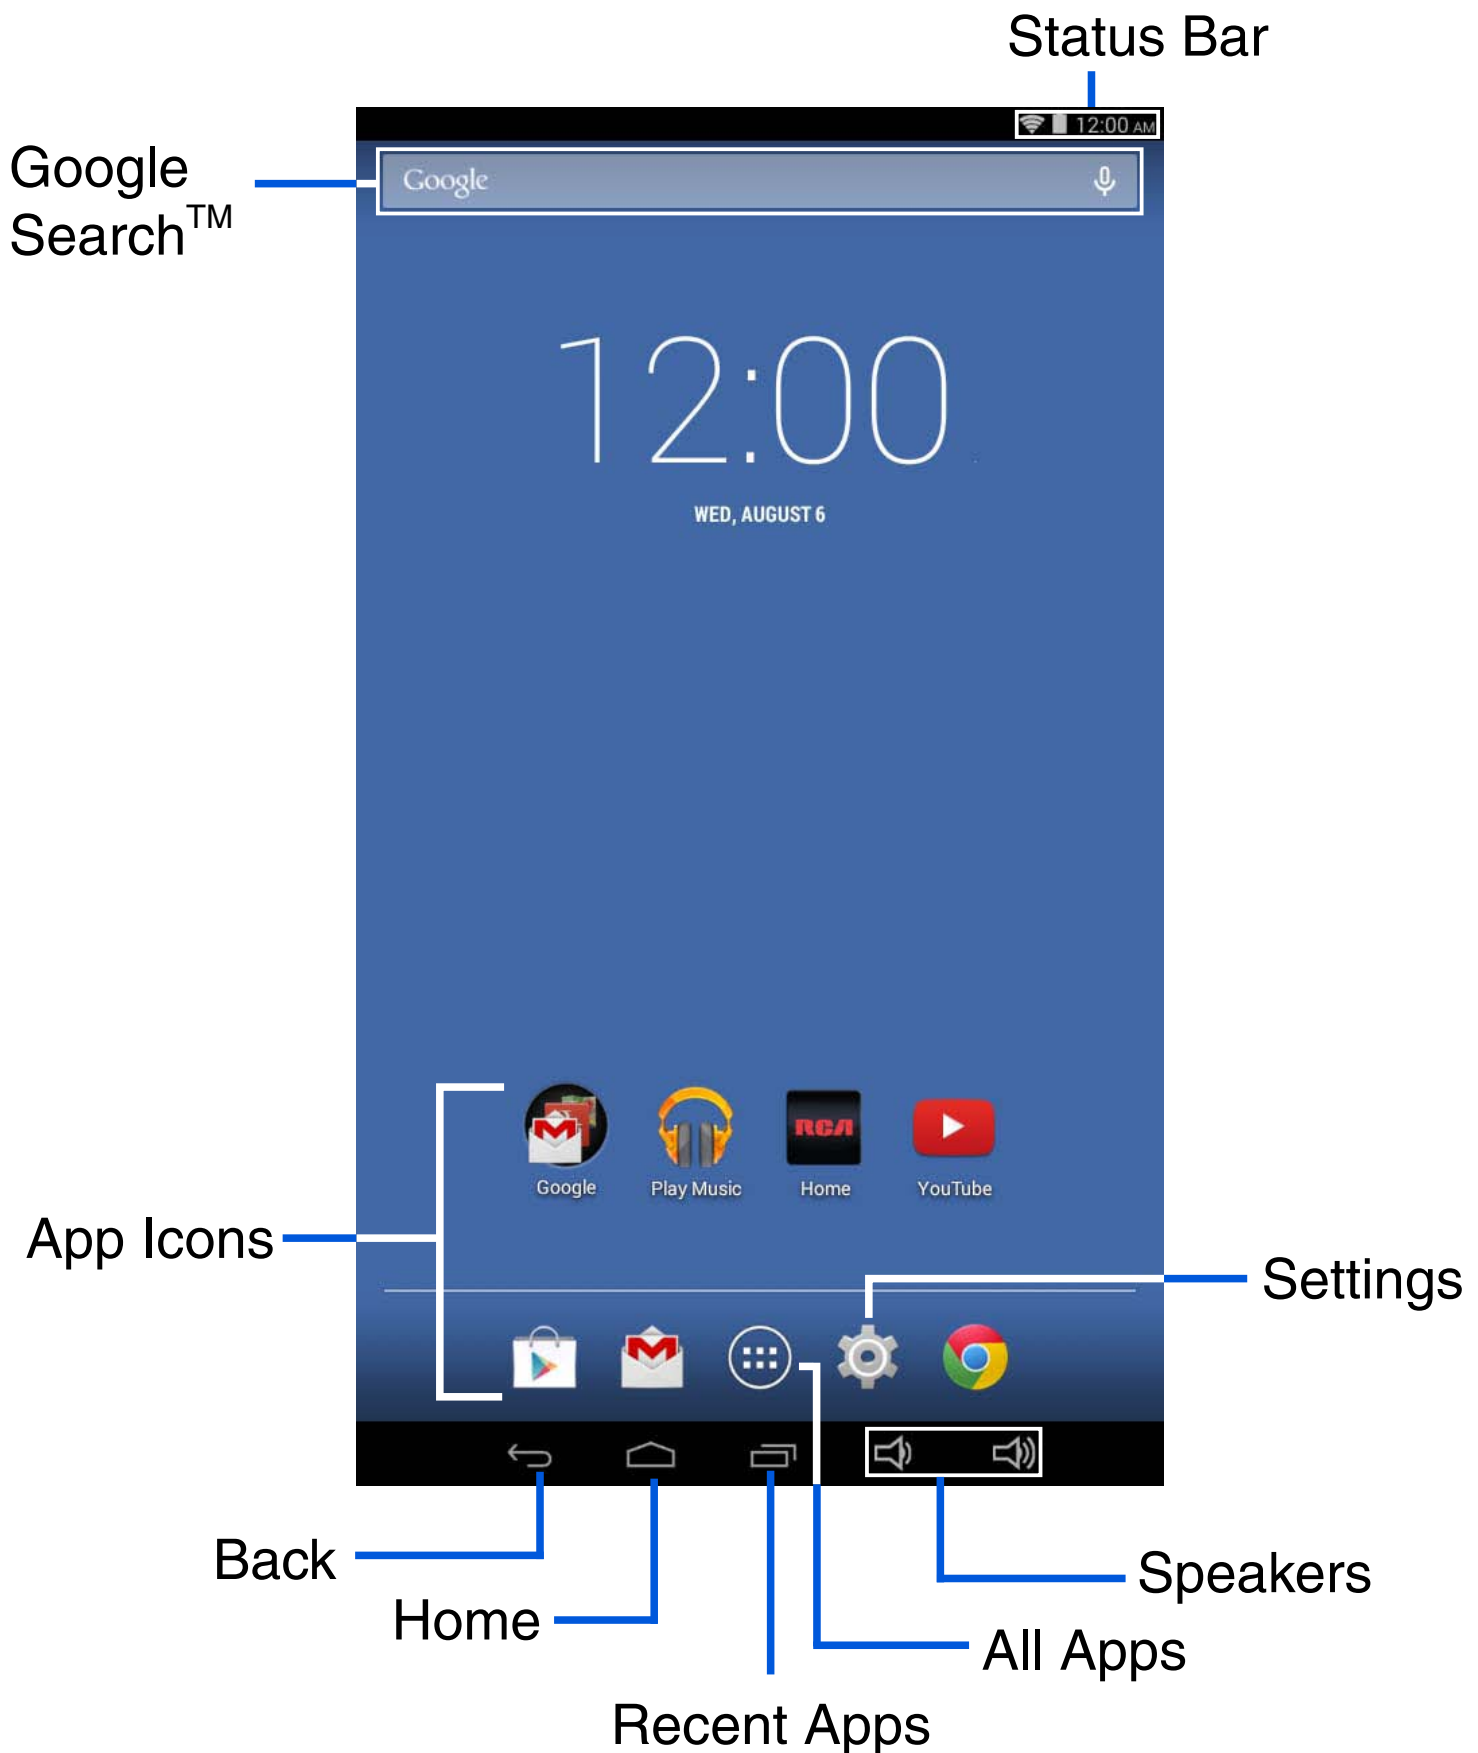 Status Bar
12:00 AM
Google
Search™
Google
12:00
WED, AUGUST 6
RCA
Google
Play Music
Home
YouTube
App Icons
Settings
Back
Speakers
Home
All Apps
Recent Apps